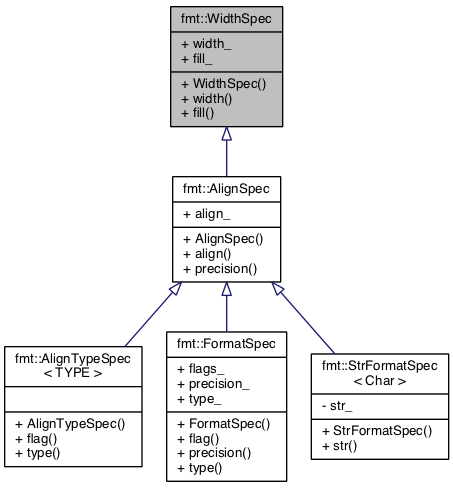 fmt::WidthSpec
+ width_
+ fill_
+ WidthSpec()
+ width()
+ fill()
fmt::AlignSpec
+ align_
+ AlignSpec()
+ align()
+ precision()
fmt::AlignTypeSpec
< TYPE >
+ AlignTypeSpec()
+ flag()
+ type()
fmt::FormatSpec
+ flags_
+ precision_
+ type_
+ FormatSpec()
+ flag()
+ precision()
+ type()
fmt::StrFormatSpec
< Char >
- str_
+ StrFormatSpec()
+ str()